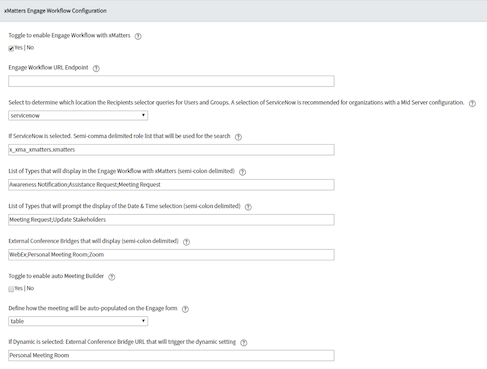 xMatters Engage Workflow Configuration
Toggle to enable Engage Workflow with xMatters ?
Yes | No
Engage Workflow URL Endpoint ?
Select to determine which location the Recipients selector queries for Users and Groups. A selection of ServiceNow is recommended for organizations with a Mid Server configuration. ?
servicenow
If ServiceNow is selected. Semi-comma delimited role list that will be used for the search ?
x_xma_xmatters.xmatters
List of Types that will display in the Engage Workflow with xMatters (semi-colon delimited) ?
Awareness Notification;Assistance Request;Meeting Request
List of Types that will prompt the display of the Date & Time selection (semi-colon delimited) ?
Meeting Request;Update Stakeholders
External Conference Bridges that will display (semi-colon delimited) ?
WebEx;Personal Meeting Room;Zoom
Toggle to enable auto Meeting Builder ?
Yes | No
Define how the meeting will be auto-populated on the Engage form ?
table
If Dynamic is selected: External Conference Bridge URL that will trigger the dynamic setting ?
Personal Meeting Room